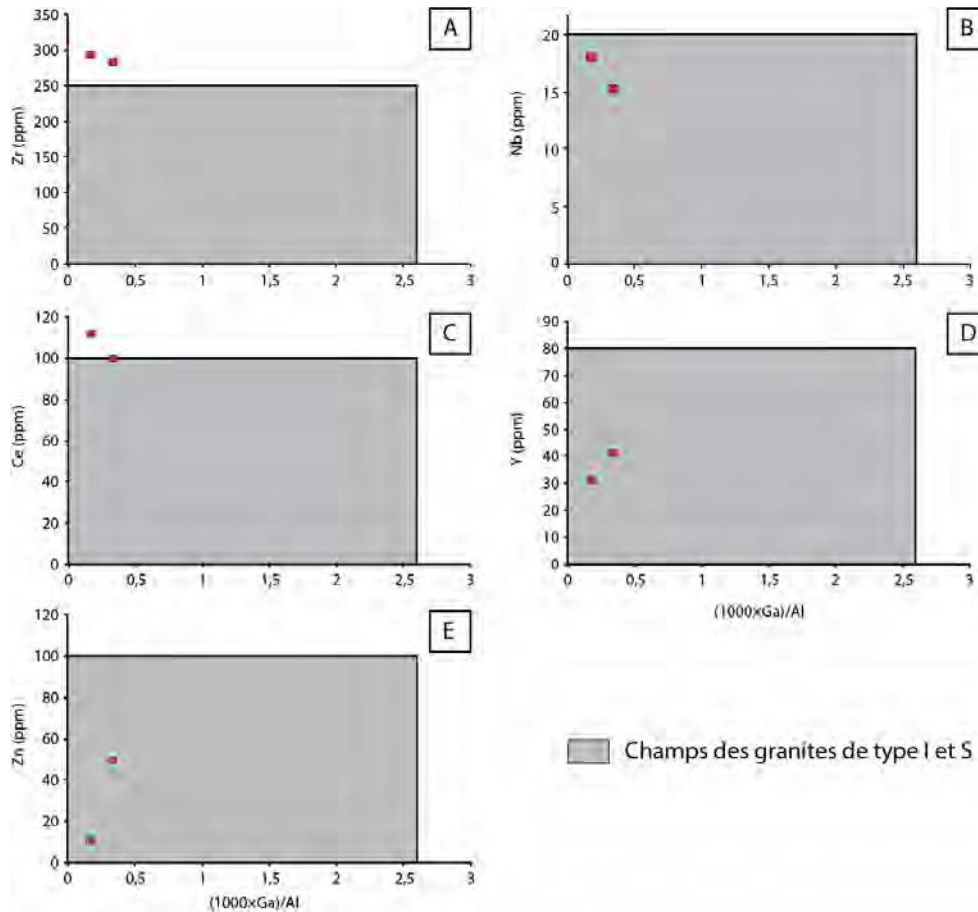 A
350
300
250
200
150
100
50
0
Zr (ppm)
0 0,5 1 1,5 2 2,5 3
B
20
15
10
5
0
Nb (ppm)
0 0,5 1 1,5 2 2,5 3
C
120
100
80
60
40
20
0
Ce (ppm)
0 0,5 1 1,5 2 2,5 3
D
90
80
70
60
50
40
30
20
10
0
Y (ppm)
0 0,5 1 1,5 2 2,5 3
(1000×Ga)/Al
E
120
100
80
60
40
20
0
Zn (ppm)
0 0,5 1 1,5 2 2,5 3
(1000×Ga)/Al
Champs des granites de type I et S